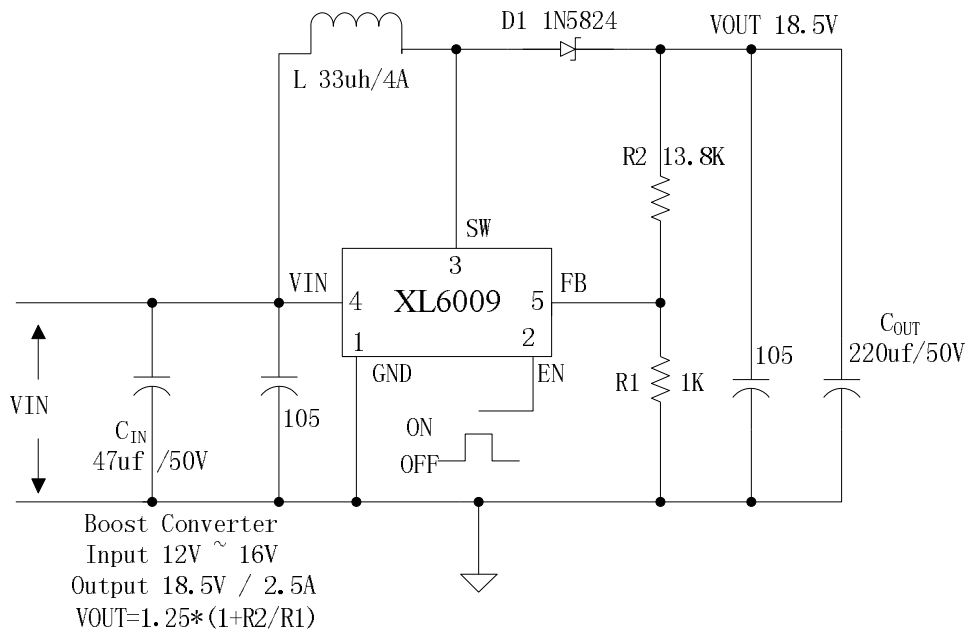 D1 1N5824
VOUT 18.5V
L 33uh/4A
R2 13.8K
SW
3
VIN
4
XL6009
5
FB
1
2
GND
EN
R1 1K
105
COUT
220uf/50V
VIN
CIN
47uf /50V
105
ON
OFF
Boost Converter
Input 12V ~ 16V
Output 18.5V / 2.5A
VOUT=1.25*(1+R2/R1)